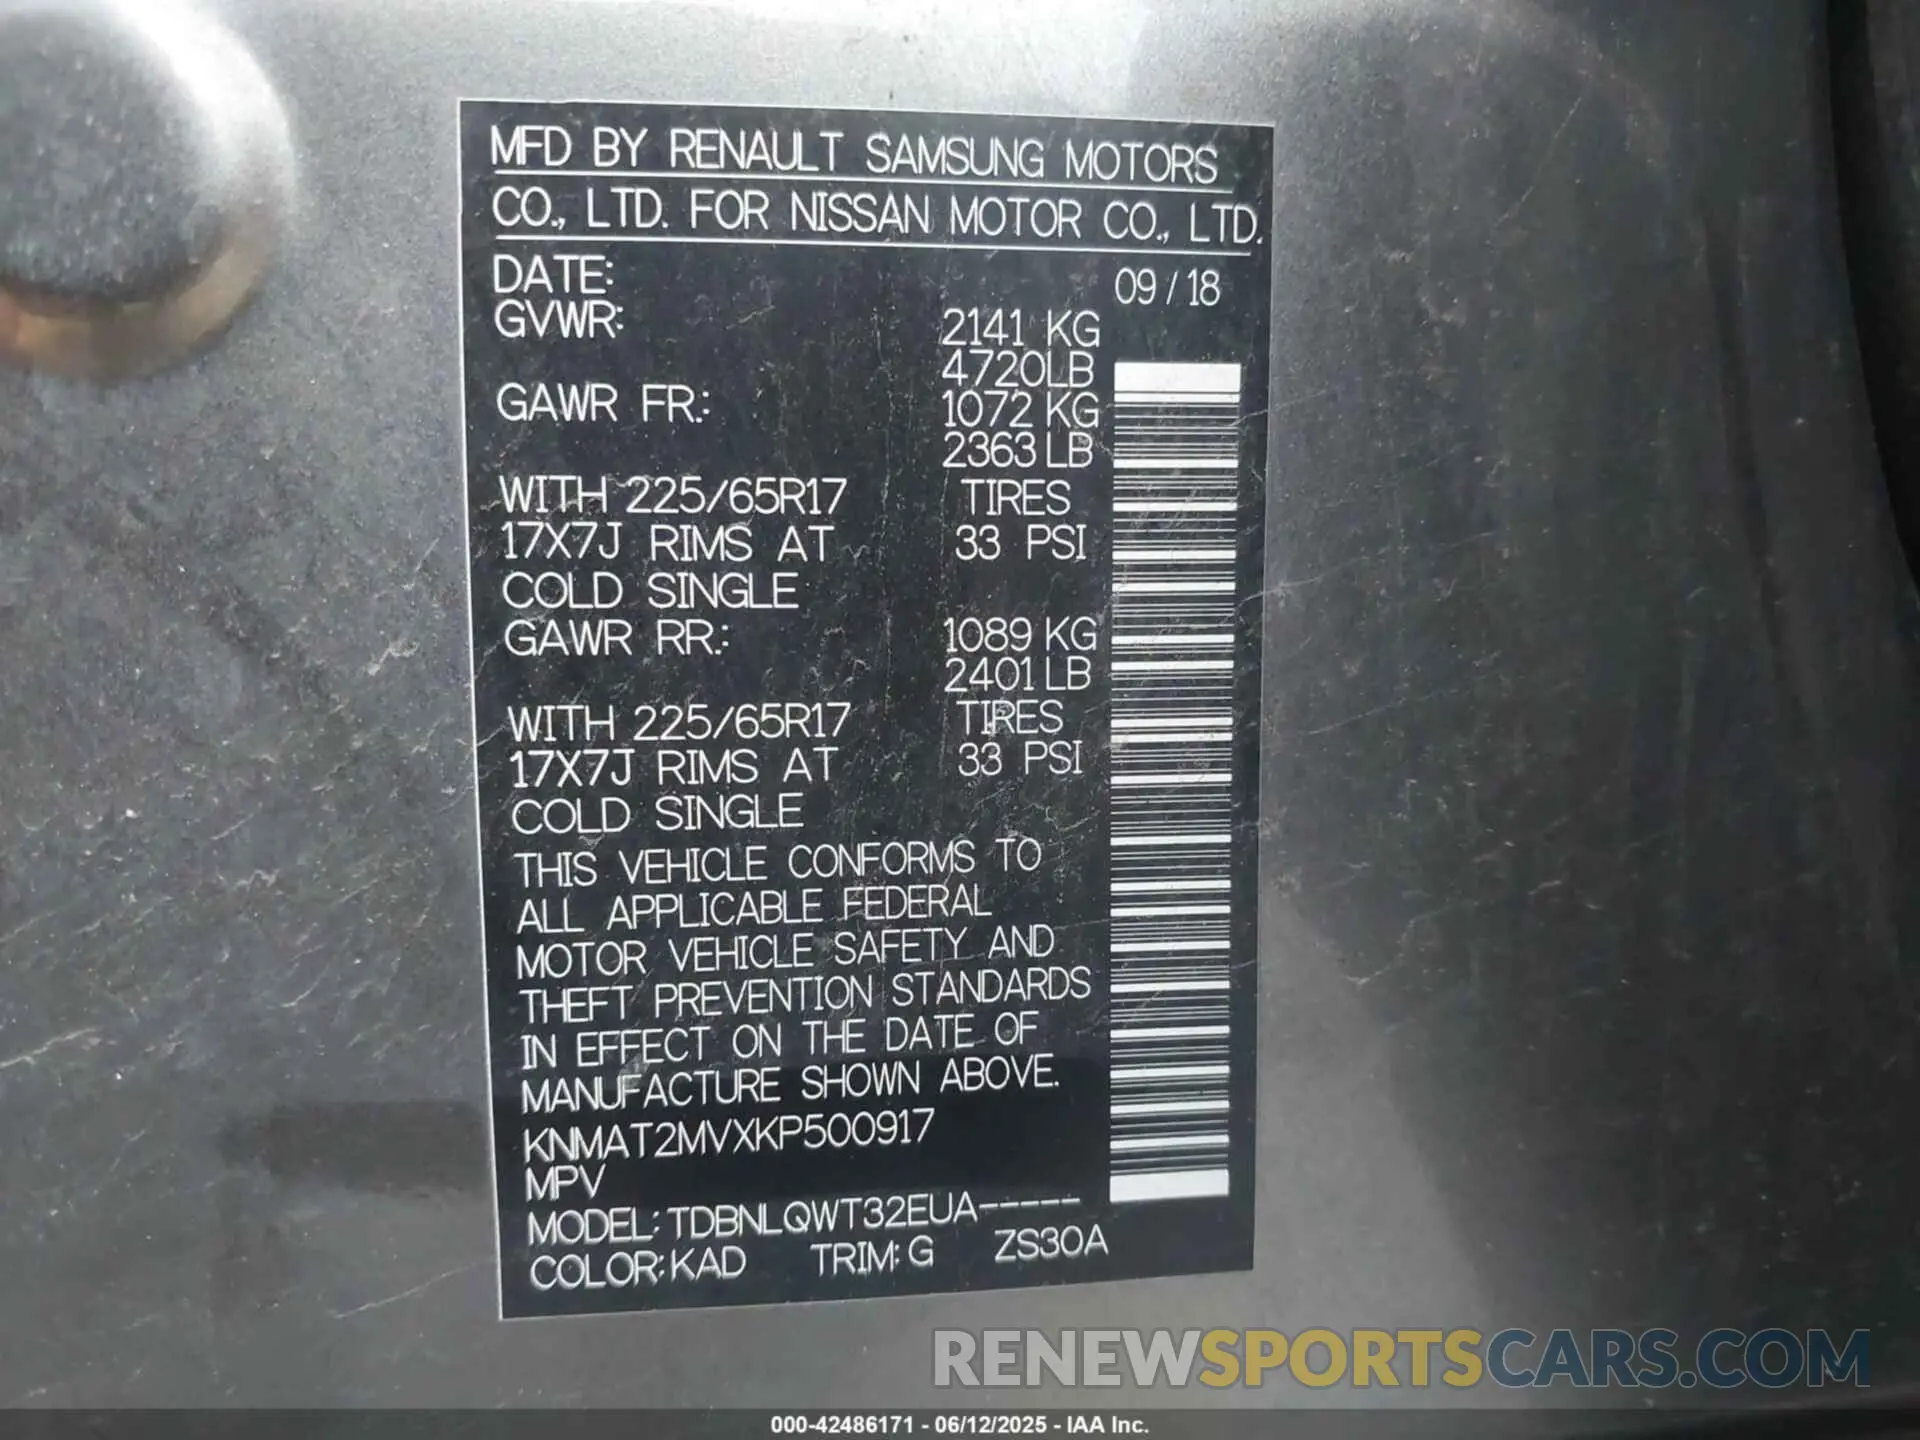 MFD BY RENAULT SAMSUNG MOTORS
CO., LTD. FOR NISSAN MOTOR CO., LTD.
DATE: 09 / 18
GVWR: 2141 KG
4720LB
GAWR FR.: 1072 KG
2363 LB
WITH 225/65R17 TIRES
17X7J RIMS AT 33 PSI
COLD SINGLE
GAWR RR.: 1089 KG
2401 LB
WITH 225/65R17 TIRES
17X7J RIMS AT 33 PSI
COLD SINGLE
THIS VEHICLE CONFORMS TO
ALL APPLICABLE FEDERAL
MOTOR VEHICLE SAFETY AND
THEFT PREVENTION STANDARDS
IN EFFECT ON THE DATE OF
MANUFACTURE SHOWN ABOVE.
KNMAT2MVXKP500917
MPV
MODEL: TDBNLQWT32EUA-----
COLOR: KAD TRIM: G ZS30A
RENEWSPORTSCARS.COM
000-42486171 - 06/12/2025 - IAA Inc.